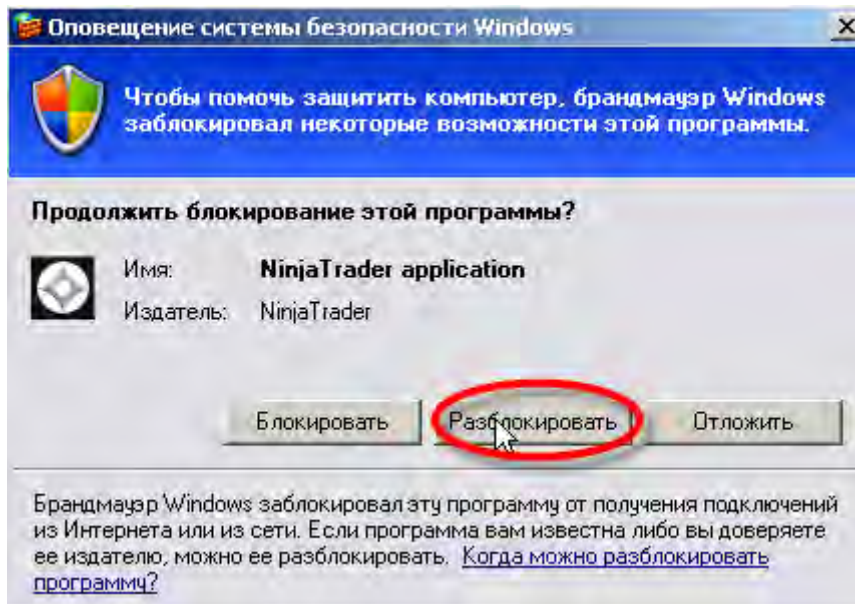 Оповещение системы безопасности Windows
Чтобы помочь защитить компьютер, брандмауэр Windows
заблокировал некоторые возможности этой программы.
Продолжить блокирование этой программы?
Имя: NinjaTrader application
Издатель: NinjaTrader
Блокировать Разблокировать Отложить
Брандмауэр Windows заблокировал эту программу от получения подключений
из Интернета или из сети. Если программа вам известна либо вы доверяете
ее издателю, можно ее разблокировать. Когда можно разблокировать
программу?